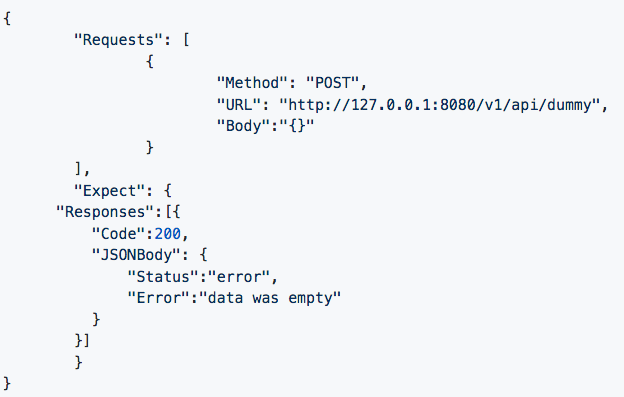 {
"Requests": [
{
"Method": "POST",
"URL": "http://127.0.0.1:8080/v1/api/dummy",
"Body":"{}"
}
],
"Expect": {
"Responses":[{
"Code":200,
"JSONBody": {
"Status":"error",
"Error":"data was empty"
}
}]
}
}